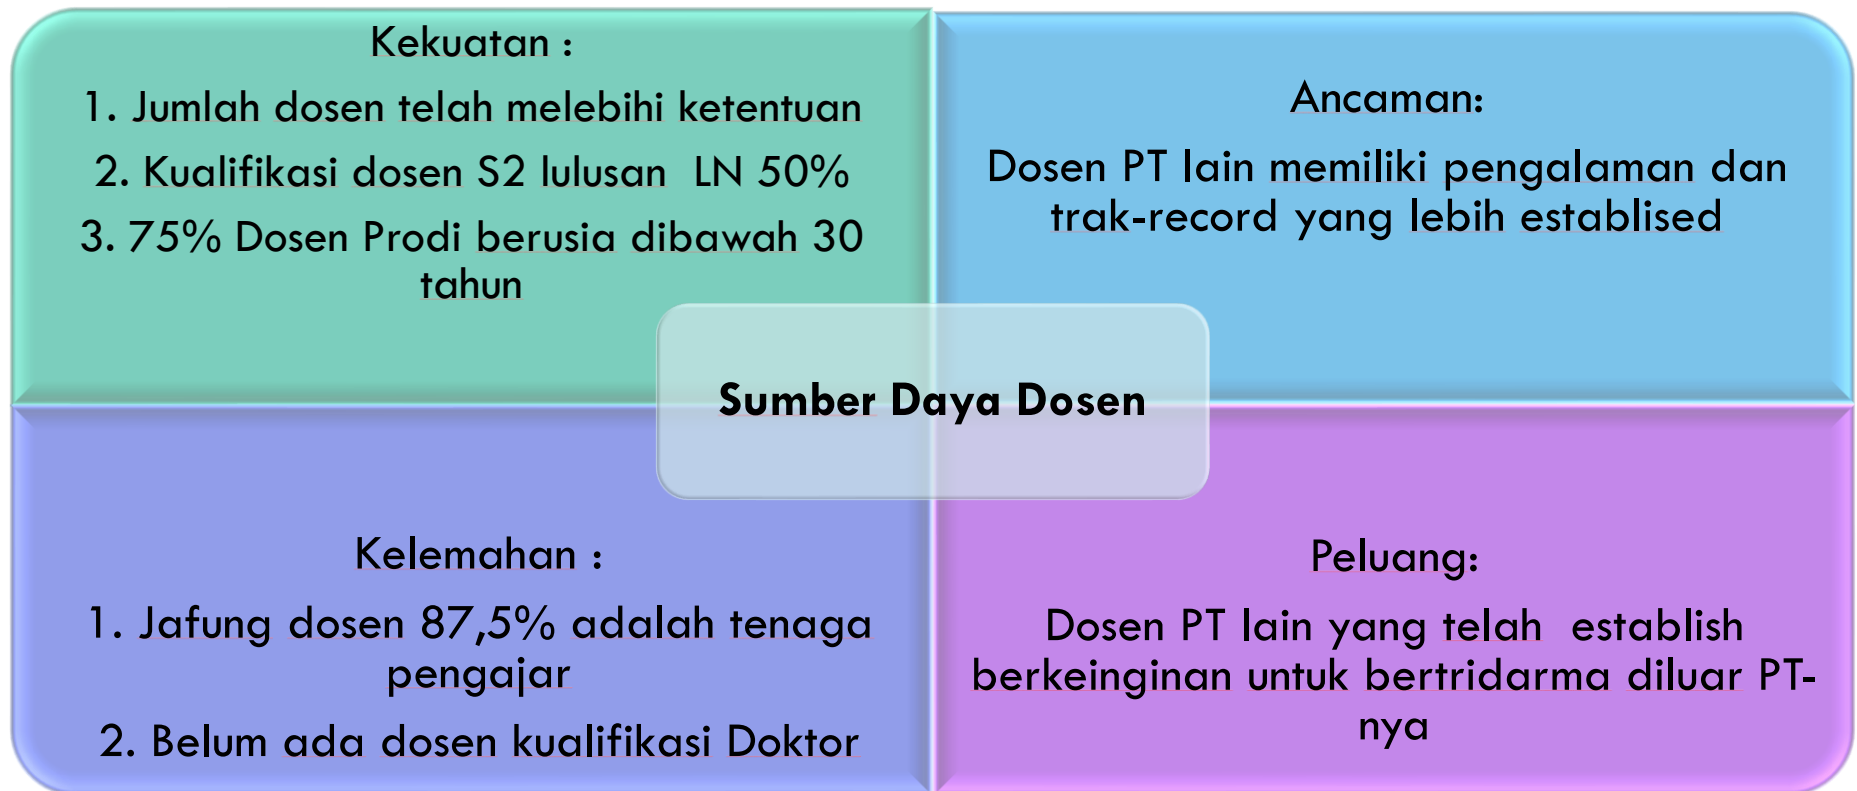 Kekuatan :
1. Jumlah dosen telah melebihi ketentuan
2. Kualifikasi dosen S2 lulusan  LN 50%
3. 75% Dosen Prodi berusia dibawah 30
tahun
Ancaman:
Dosen PT lain memiliki pengalaman dan
trak-record yang lebih establised
Sumber Daya Dosen
Kelemahan :
1. Jafung dosen 87,5% adalah tenaga
pengajar
2. Belum ada dosen kualifikasi Doktor
Peluang:
Dosen PT lain yang telah  establish
berkeinginan untuk bertridarma diluar PT-
nya